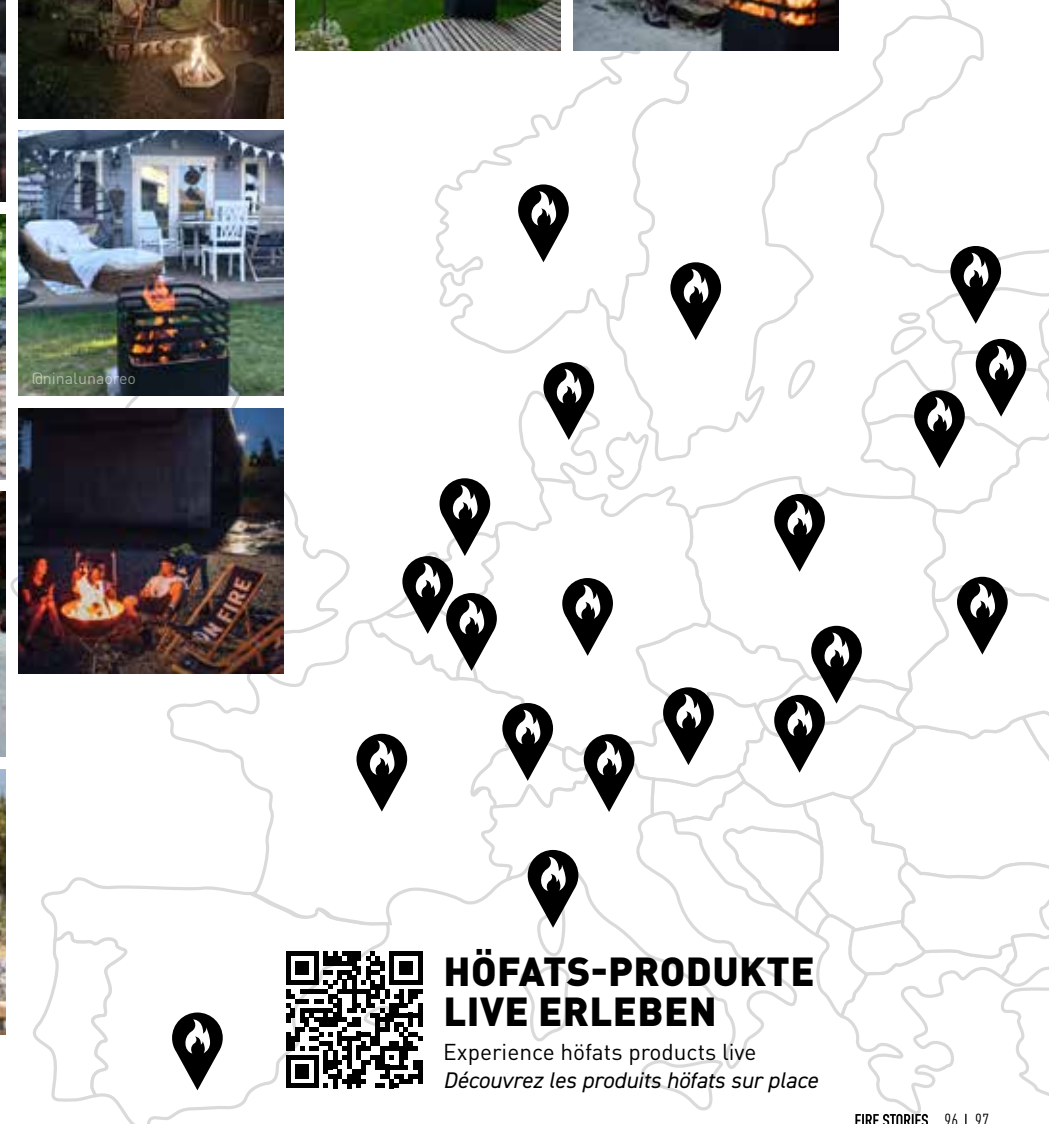 @ninalunaoreo
ON FIRE
HÖFATS-PRODUKTE
LIVE ERLEBEN
Experience höfats products live
Découvrez les produits höfats sur place
FIRE STORIES 96 | 97